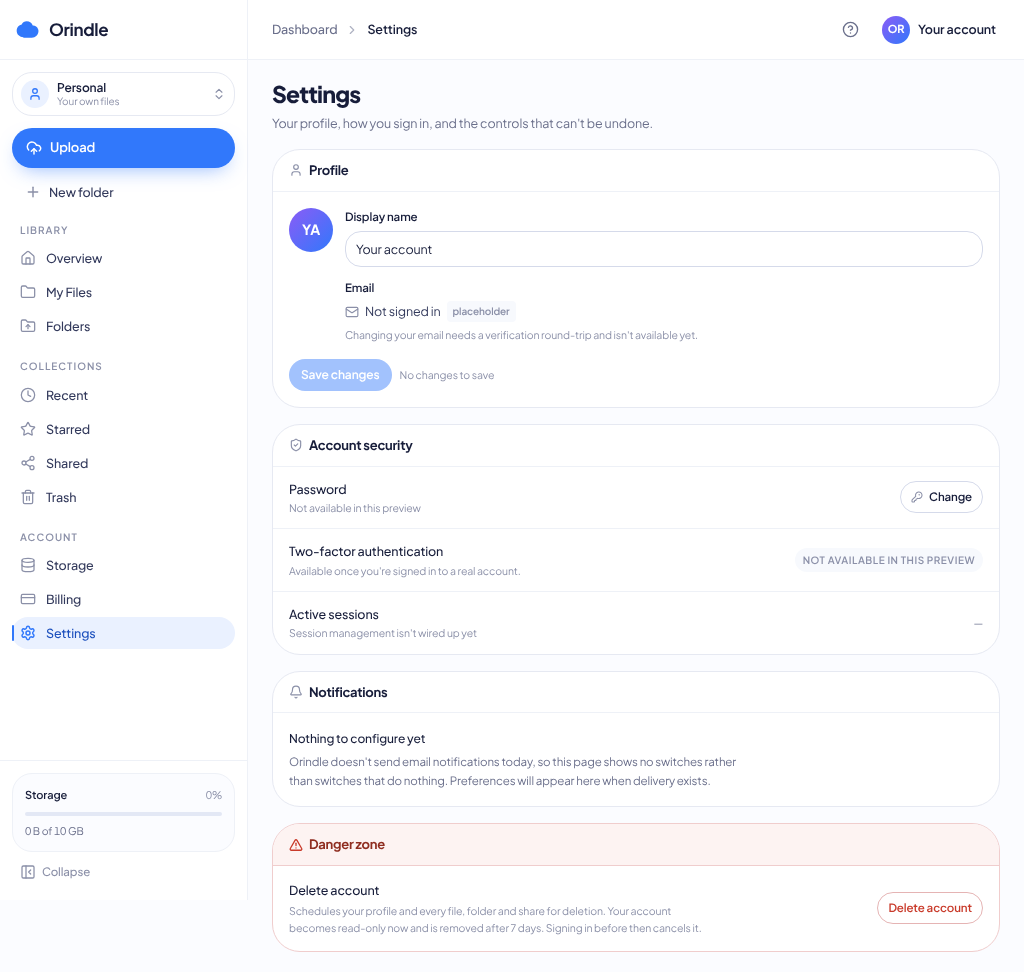 Orindle
Dashboard > Settings
OR Your account
Personal
Your own files
Upload
New folder
LIBRARY
Overview
My Files
Folders
COLLECTIONS
Recent
Starred
Shared
Trash
ACCOUNT
Storage
Billing
Settings
Storage 0%
0 B of 10 GB
Collapse
Settings
Your profile, how you sign in, and the controls that can't be undone.
Profile
YA
Display name
Your account
Email
Not signed in placeholder
Changing your email needs a verification round-trip and isn't available yet.
Save changes No changes to save
Account security
Password
Not available in this preview
Change
Two-factor authentication
Available once you're signed in to a real account.
NOT AVAILABLE IN THIS PREVIEW
Active sessions
Session management isn't wired up yet
—
Notifications
Nothing to configure yet
Orindle doesn't send email notifications today, so this page shows no switches rather
than switches that do nothing. Preferences will appear here when delivery exists.
Danger zone
Delete account
Schedules your profile and every file, folder and share for deletion. Your account
becomes read-only now and is removed after 7 days. Signing in before then cancels it.
Delete account